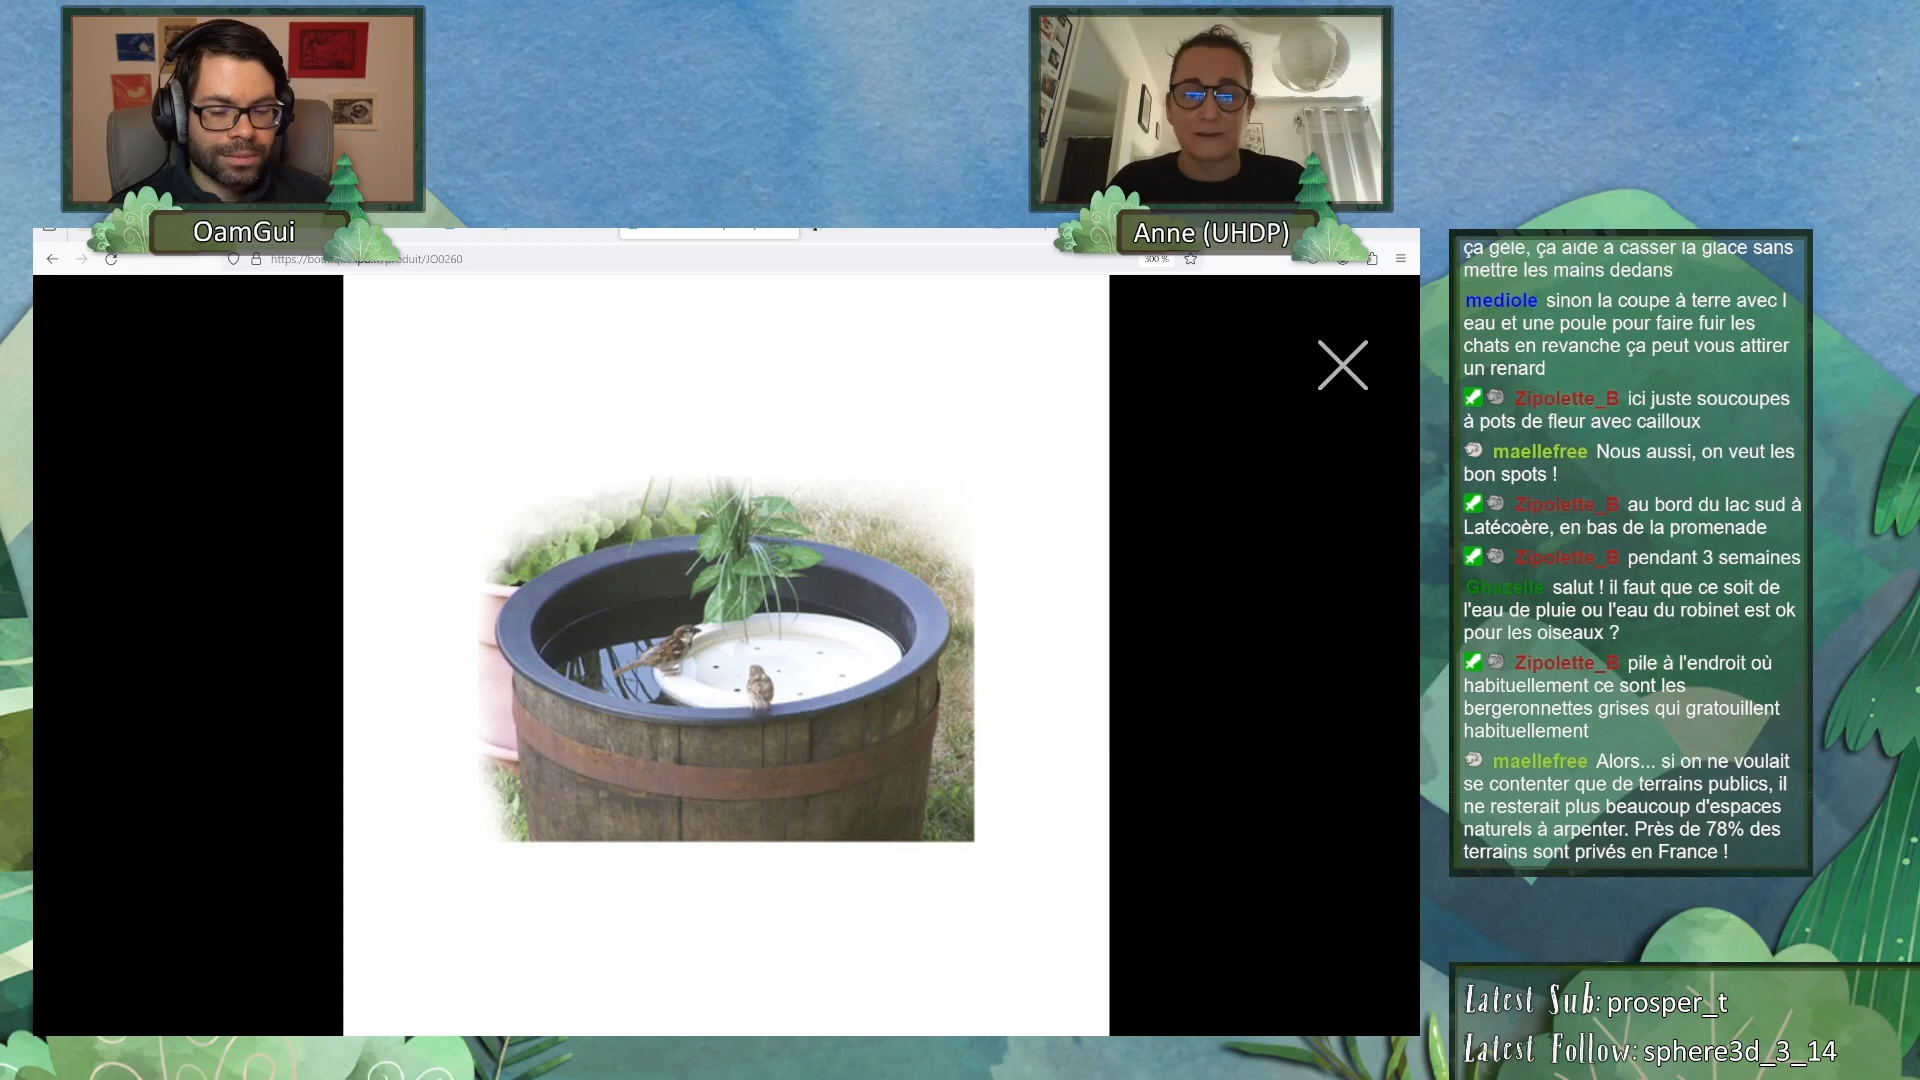 OamGui
Anne (UHDP)
produit/JO0260
300 %
ça gèle, ça aide à casser la glace sans
mettre les mains dedans
mediole sinon la coupe à terre avec l
eau et une poule pour faire fuir les
chats en revanche ça peut vous attirer
un renard
Zipolette_B ici juste soucoupes
à pots de fleur avec cailloux
maellefree Nous aussi, on veut les
bon spots !
Zipolette_B au bord du lac sud à
Latécoère, en bas de la promenade
Zipolette_B pendant 3 semaines
Ghazelle salut ! il faut que ce soit de
l'eau de pluie ou l'eau du robinet est ok
pour les oiseaux ?
Zipolette_B pile à l'endroit où
habituellement ce sont les
bergeronnettes grises qui gratouillent
habituellement
maellefree Alors... si on ne voulait
se contenter que de terrains publics, il
ne resterait plus beaucoup d'espaces
naturels à arpenter. Près de 78% des
terrains sont privés en France !
Latest Sub: prosper_t
Latest Follow: sphere3d_3_14